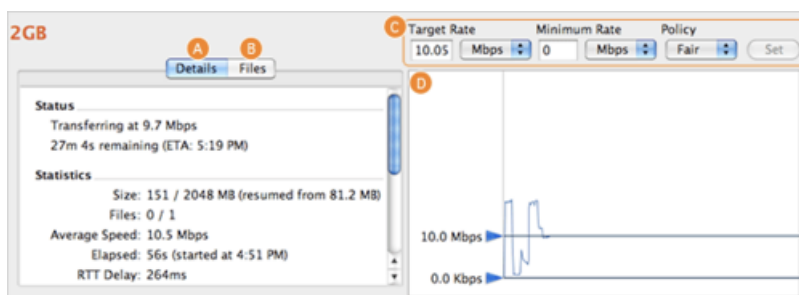 2GB
A
B
Details Files
Status
Transferring at 9.7 Mbps
27m 4s remaining (ETA: 5:19 PM)
Statistics
Size: 151 / 2048 MB (resumed from 81.2 MB)
Files: 0 / 1
Average Speed: 10.5 Mbps
Elapsed: 56s (started at 4:51 PM)
RTT Delay: 264ms
C
Target Rate Minimum Rate Policy
10.05 Mbps 0 Mbps Fair Set
D
10.0 Mbps
0.0 Kbps